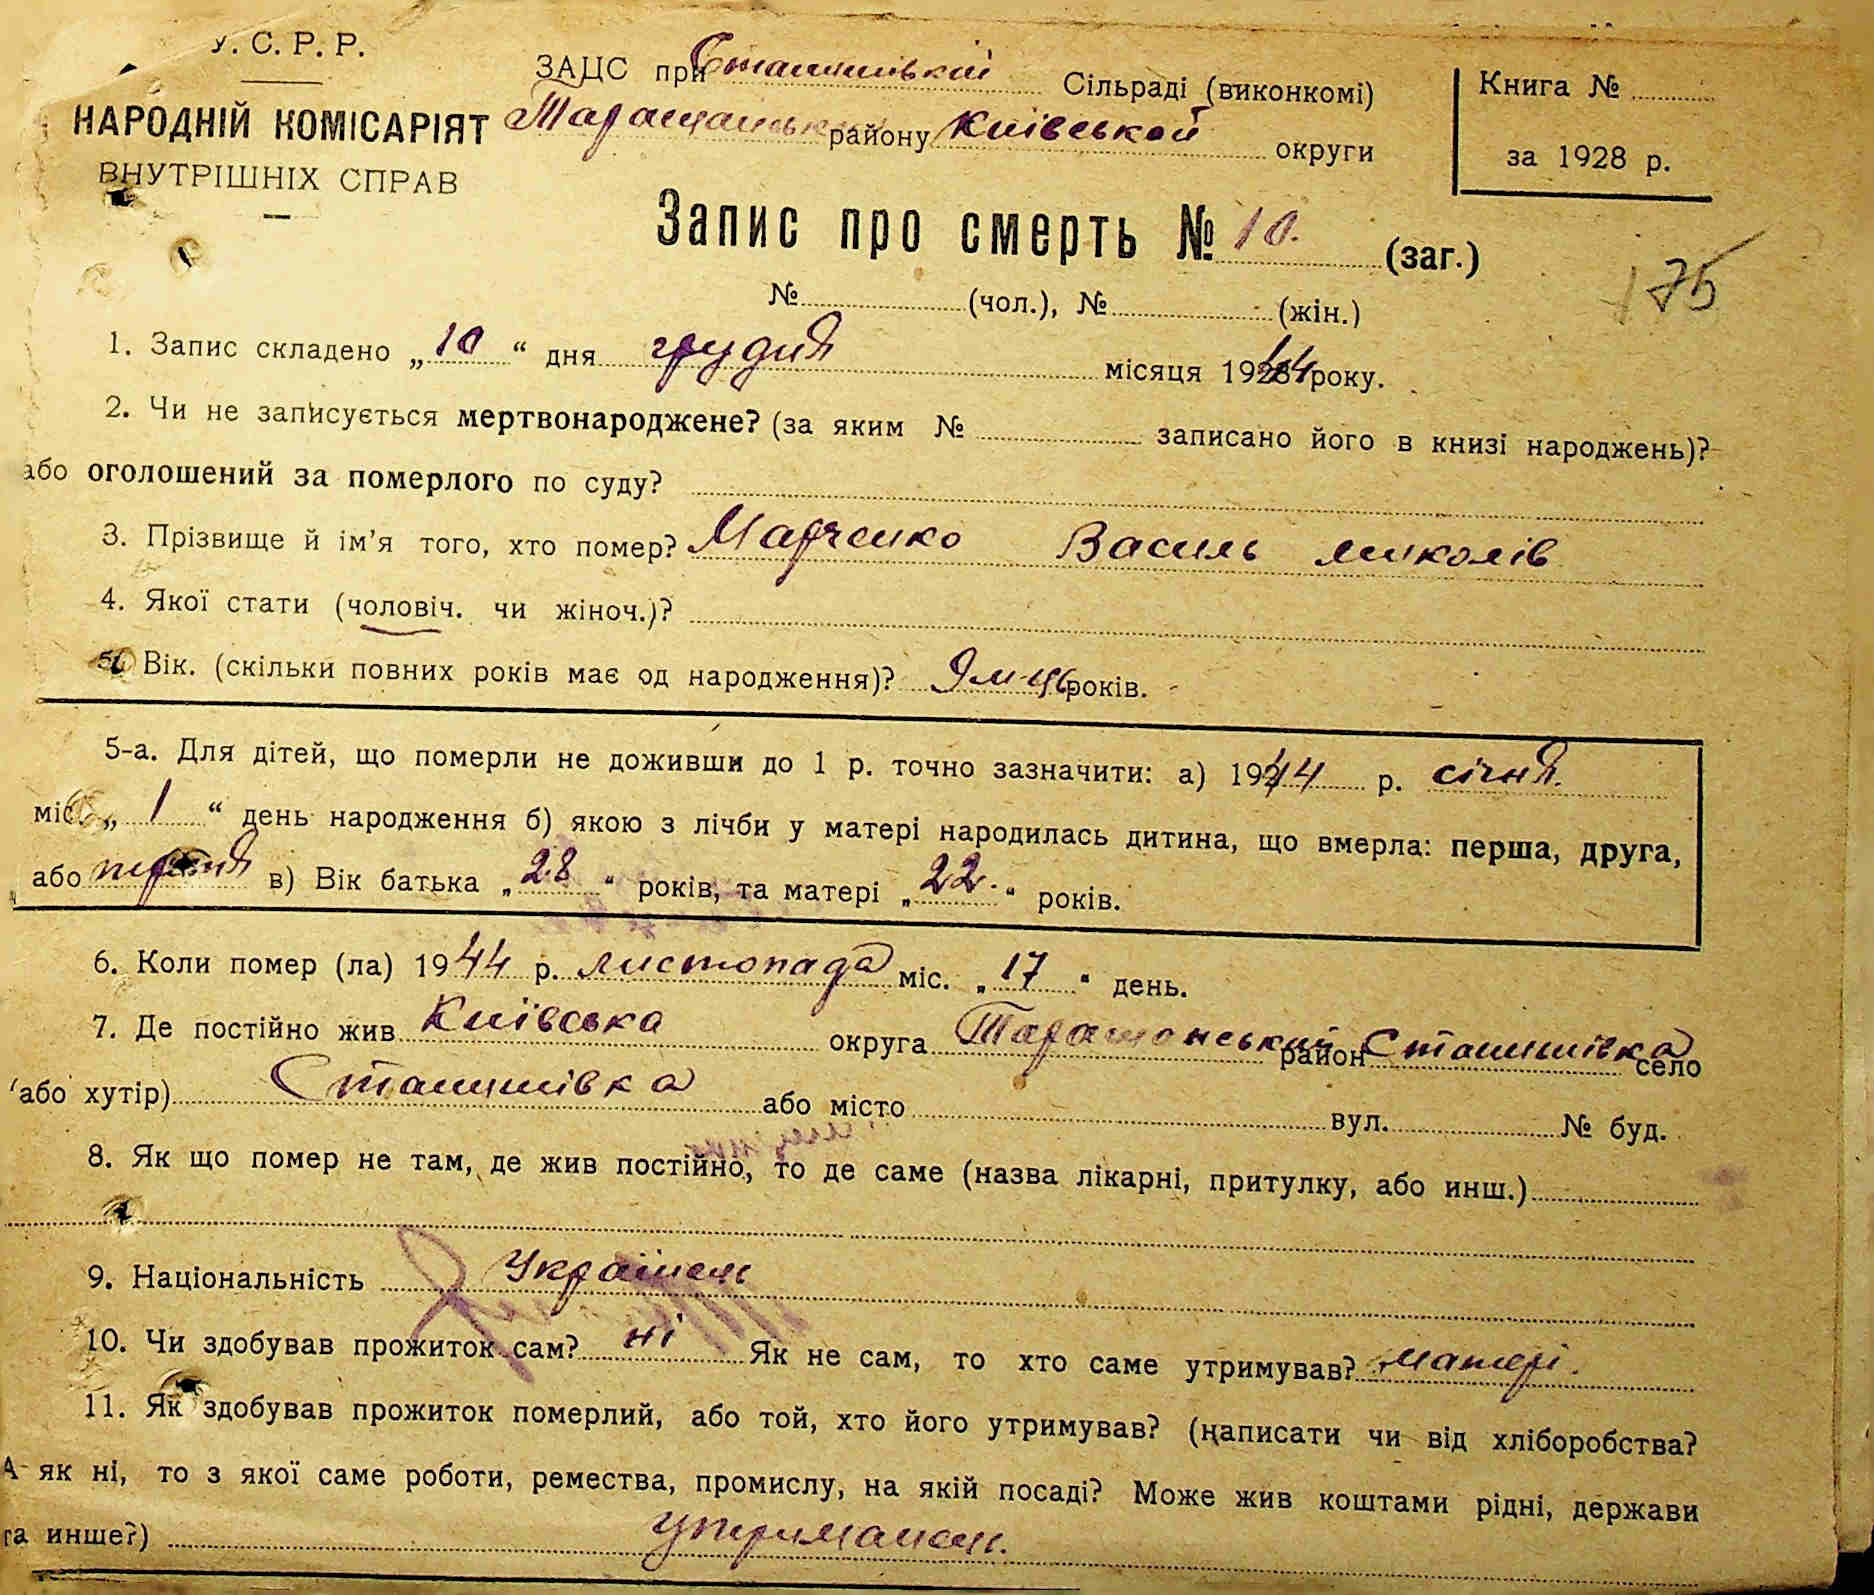 У. С. Р. Р.
НАРОДНІЙ КОМІСАРІЯТ
ВНУТРІШНІХ СПРАВ
ЗАЦС при Станишівській Сільраді (виконкомі)
Таращанського району Київської округи
Книга №
за 1928 р.
Запис про смерть № 10. (заг.)
175
№ (чол.), № (жін.)
1. Запис складено „10“ дня грудня місяця 1944 року.
2. Чи не записується мертвонароджене? (за яким № записано його в книзі народжень)?
або оголошений за померлого по суду?
3. Прізвище й ім'я того, хто помер? Марченко Василь миколів
4. Якої стати (чоловіч. чи жіноч.)?
5. Вік. (скільки повних років має од народження)? 9 м-ць років.
5-а. Для дітей, що померли не доживши до 1 р. точно зазначити: а) 1944 р. січня.
міс. „1“ день народження б) якою з лічби у матері народилась дитина, що вмерла: перша, друга,
або перша в) Вік батька „28“ років, та матері „22.“ років.
6. Коли помер (ла) 1944 р. листопада міс. „17“ день.
7. Де постійно жив Київська округа Таращанський район Станишівка село
або хутір) Станишівка або місто вул. № буд.
8. Як що помер не там, де жив постійно, то де саме (назва лікарні, притулку, або инш.)
9. Національність Українець
10. Чи здобував прожиток сам? ні Як не сам, то хто саме утримував? матері.
11. Як здобував прожиток померлий, або той, хто його утримував? (написати чи від хліборобства?
А як ні, то з якої саме роботи, ремества, промислу, на якій посаді? Може жив коштами рідні, держави
та инше?) утриманець.